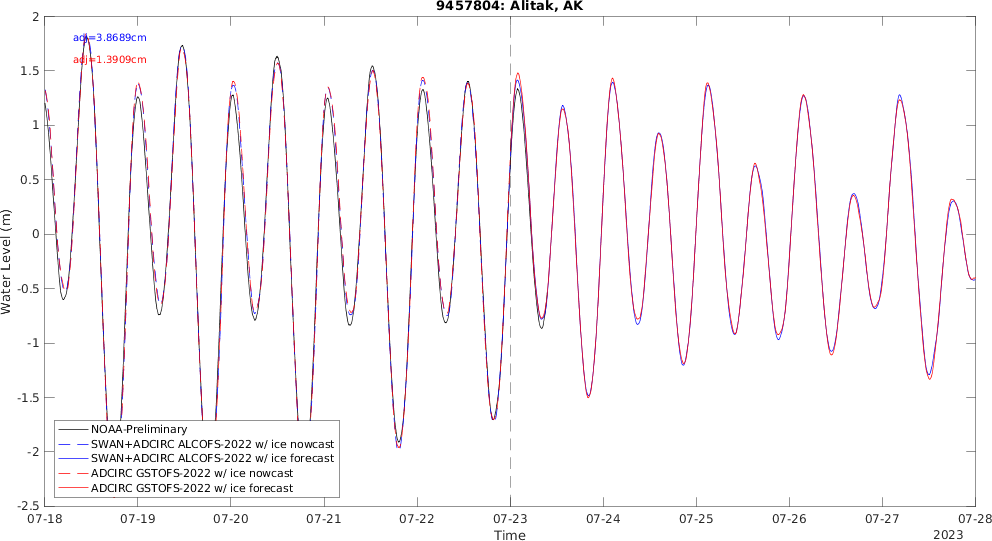 9457804: Alitak, AK
adj=3.8689cm
adj=1.3909cm
Water Level (m)
2
1.5
1
0.5
0
-0.5
-1
-1.5
-2
-2.5
NOAA-Preliminary
SWAN+ADCIRC ALCOFS-2022 w/ ice nowcast
SWAN+ADCIRC ALCOFS-2022 w/ ice forecast
ADCIRC GSTOFS-2022 w/ ice nowcast
ADCIRC GSTOFS-2022 w/ ice forecast
07-18 07-19 07-20 07-21 07-22 07-23 07-24 07-25 07-26 07-27 07-28
Time
2023